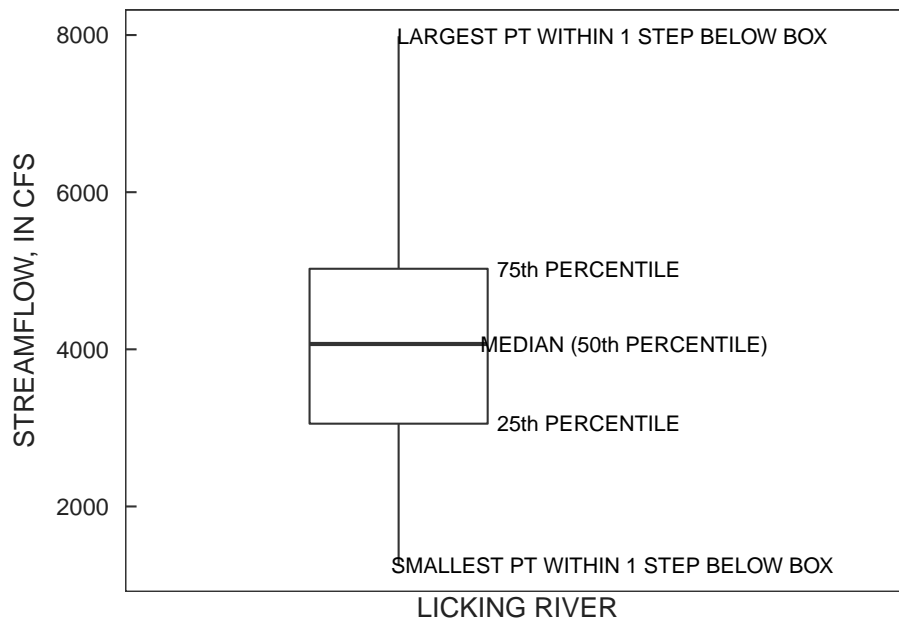 8000
LARGEST PT WITHIN 1 STEP BELOW BOX
6000
STREAMFLOW, IN CFS
75th PERCENTILE
4000
MEDIAN (50th PERCENTILE)
25th PERCENTILE
2000
SMALLEST PT WITHIN 1 STEP BELOW BOX
LICKING RIVER